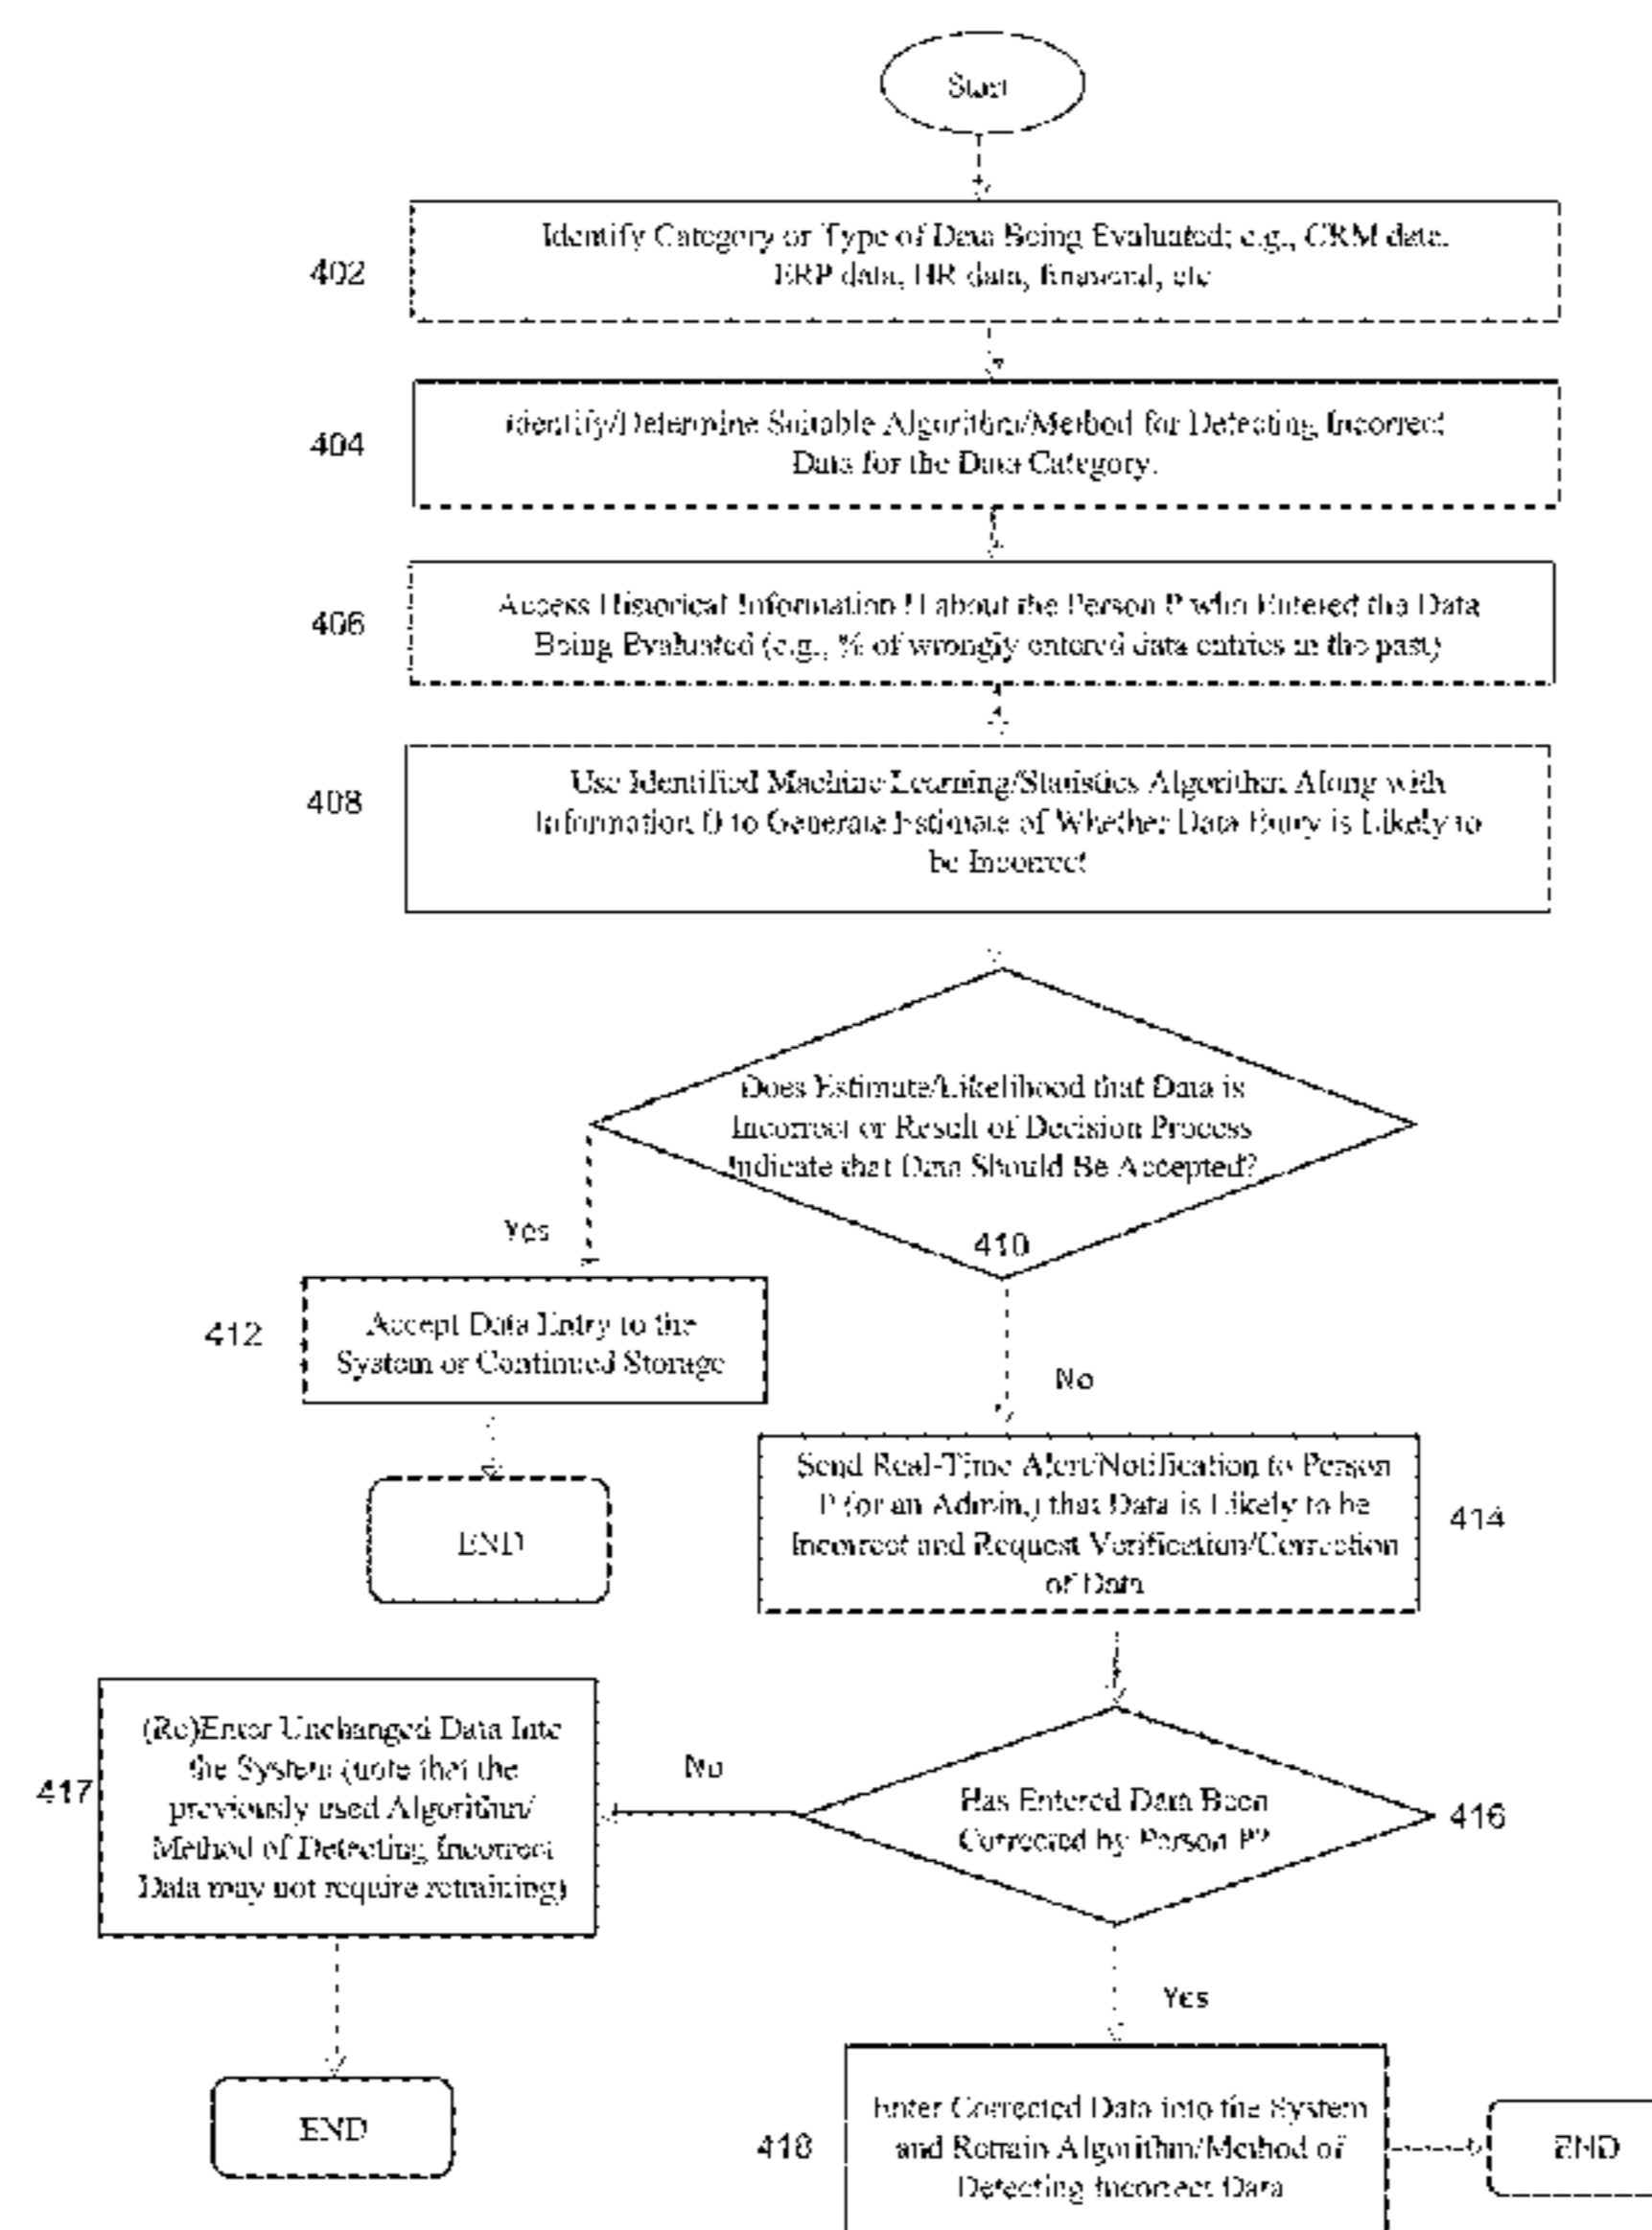 Start
402
Identify Category or Type of Data Being Evaluated; e.g., CRM data,
ERP data, HR data, financial, etc
404
Identify/Determine Suitable Algorithm/Method for Detecting Incorrect
Data for the Data Category.
406
Access Historical Information H about the Person P who Entered the Data
Being Evaluated (e.g., % of wrongly entered data entries in the past)
408
Use Identified Machine Learning/Statistics Algorithm Along with
Information to Generate Estimate of Whether Data Entry is Likely to
be Incorrect
Does Estimate/Likelihood that Data is
Incorrect or Result of Decision Process
Indicate that Data Should Be Accepted?
410
Yes
412
Accept Data Entry to the
System or Continued Storage
No
END
Send Real-Time Alert/Notification to Person
P (or an Admin.) that Data is Likely to be
Incorrect and Request Verification/Correction
of Data
414
(Re)Enter Unchanged Data Into
the System (note that the
previously used Algorithm/
Method of Detecting Incorrect
Data may not require retraining)
417
No
Has Entered Data Been
Corrected by Person P?
416
Yes
END
418
Enter Corrected Data into the System
and Retrain Algorithm/Method of
Detecting Incorrect Data
END